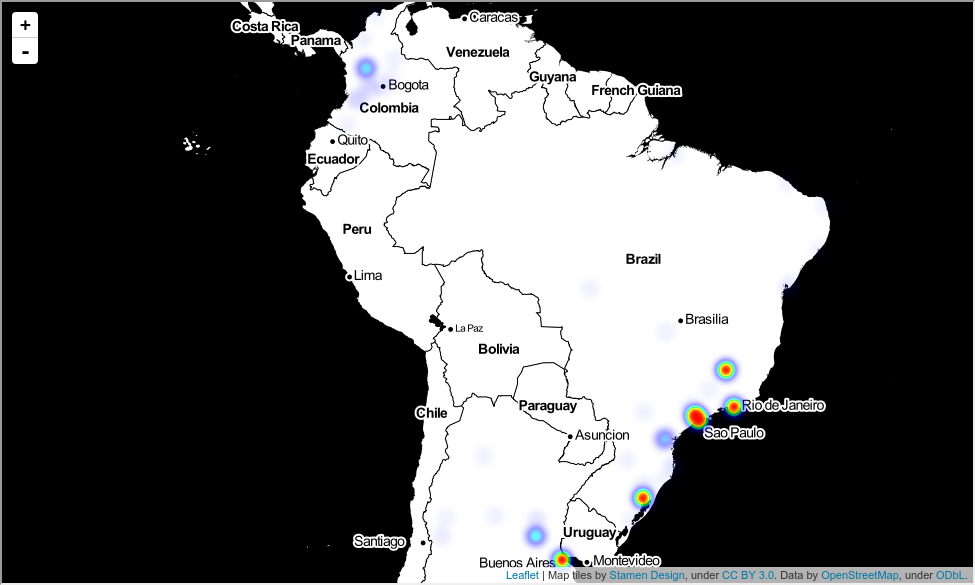 +
-
Caracas
Costa Rica
Panama
Venezuela
Guyana
French Guiana
Bogota
Colombia
Quito
Ecuador
Peru
Brazil
Lima
Brasilia
La Paz
Bolivia
Rio de Janeiro
Paraguay
Chile
Sao Paulo
Asuncion
Uruguay
Santiago
Buenos Aires
Montevideo
Leaflet | Map tiles by Stamen Design, under CC BY 3.0. Data by OpenStreetMap, under ODbL.